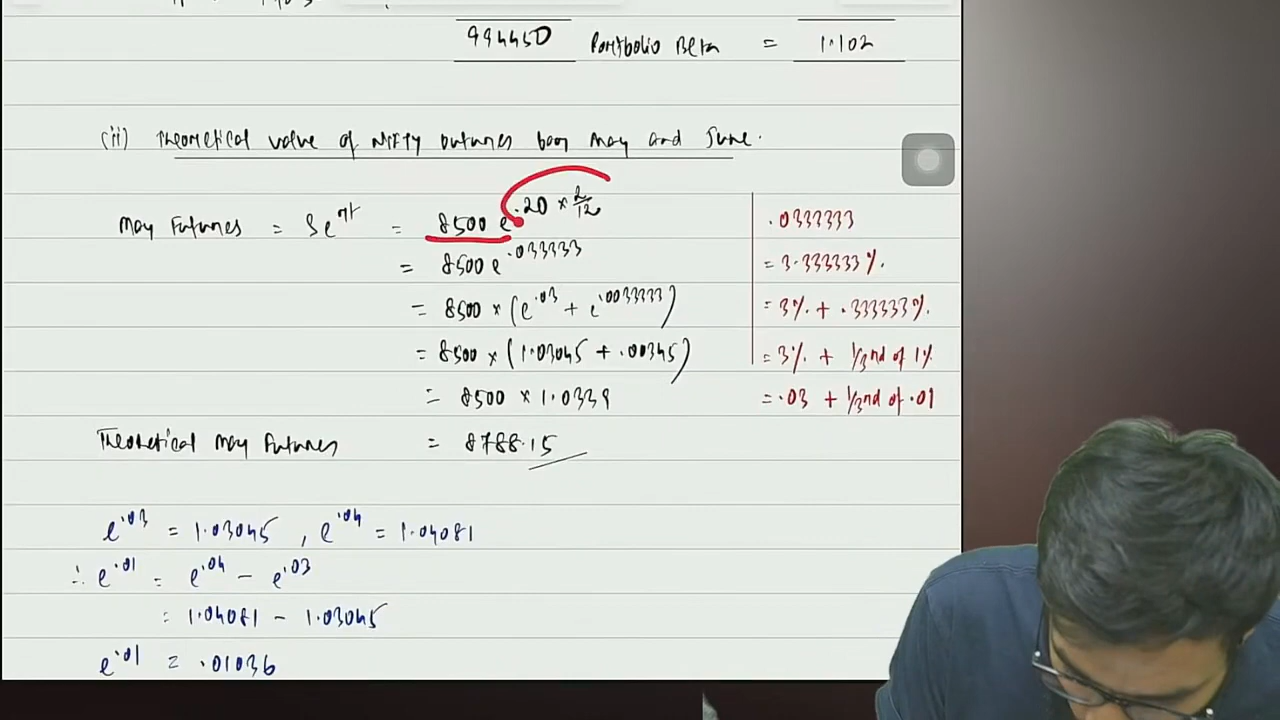 994450 Portfolio Beta = 1.102
(ii) Theoretical value of NIFTY futures for May and June.
May Futures = Se^rt = 8500 e^.20 × 2/12
= 8500 e^.033333
= 8500 × (e^.03 + e^.0033333)
= 8500 × (1.03045 + .00345)
= 8500 × 1.0339
Theoretical May Futures = 8788.15
.0333333
= 3.333333%.
= 3%. + .333333%.
= 3%. + 1/3nd of 1%
= .03 + 1/3nd of .01
e^.03 = 1.03045, e^.04 = 1.04081
∴ e^.01 = e^.04 - e^.03
= 1.04081 - 1.03045
e^.01 = .01036